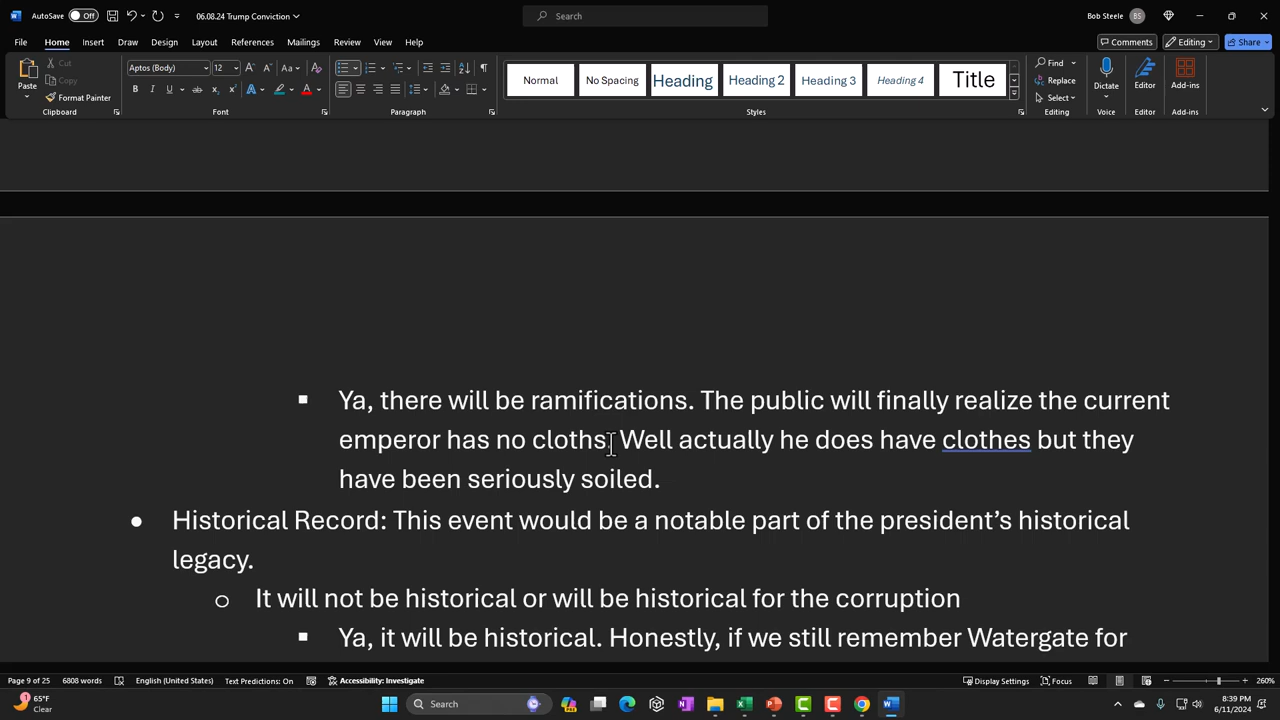 AutoSave Off 06.08.24 Trump Conviction Search Bob Steele BS
File Home Insert Draw Design Layout References Mailings Review View Help Comments Editing Share
Paste Cut Copy Format Painter
Aptos (Body) 12
Normal No Spacing Heading Heading 2 Heading 3 Heading 4 Title
Find Replace Select Dictate Editor Add-ins
Clipboard Font Paragraph Styles Editing Voice Editor Add-ins
▪ Ya, there will be ramifications. The public will finally realize the current
emperor has no cloths. Well actually he does have clothes but they
have been seriously soiled.
● Historical Record: This event would be a notable part of the president’s historical
legacy.
o It will not be historical or will be historical for the corruption
▪ Ya, it will be historical. Honestly, if we still remember Watergate for
Page 9 of 25 6808 words English (United States) Text Predictions: On Accessibility: Investigate Display Settings Focus 260%
65°F
Clear
Search
8:39 PM
6/11/2024